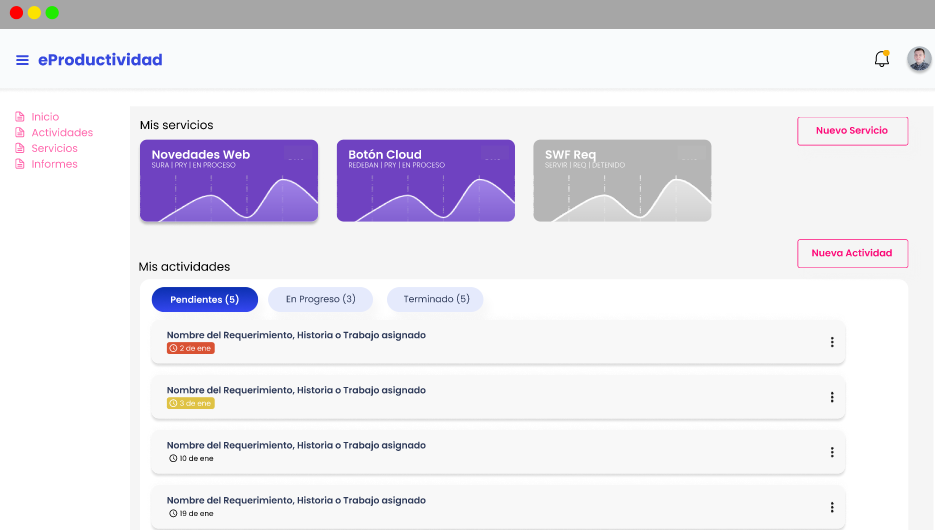 eProductividad
Inicio
Actividades
Servicios
Informes
Mis servicios
Nuevo Servicio
Novedades Web
SURA | PRY | EN PROCESO
Botón Cloud
REDEBAN | PRY | EN PROCESO
SWF Req
SERVIR | REQ | DETENIDO
Nueva Actividad
Mis actividades
Pendientes (5)
En Progreso (3)
Terminado (5)
Nombre del Requerimiento, Historia o Trabajo asignado
2 de ene
Nombre del Requerimiento, Historia o Trabajo asignado
3 de ene
Nombre del Requerimiento, Historia o Trabajo asignado
10 de ene
Nombre del Requerimiento, Historia o Trabajo asignado
19 de ene